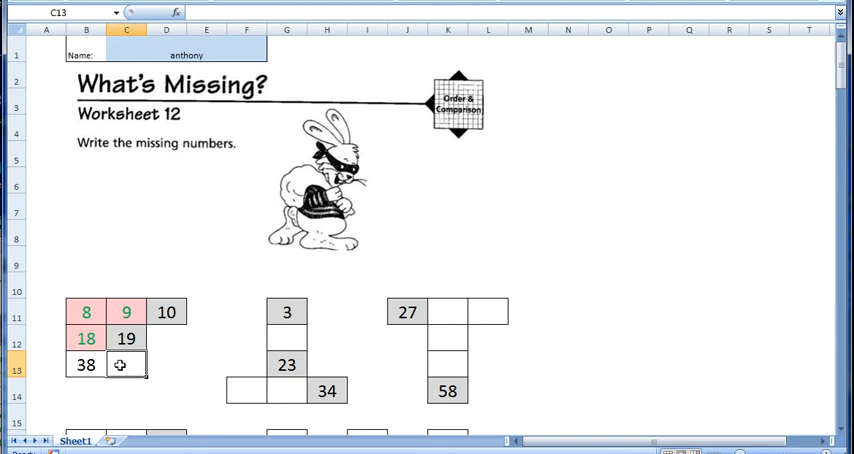 C13 fx
A B C D E F G H I J K L M N O P Q R S T
1 Name: anthony
2 What's Missing?
Order &
3 Comparison
Worksheet 12
4 Write the missing numbers.
5
6
7
8
9
10
11 8 9 10 3 27
12 18 19
13 38 23
14 34 58
15
Sheet1